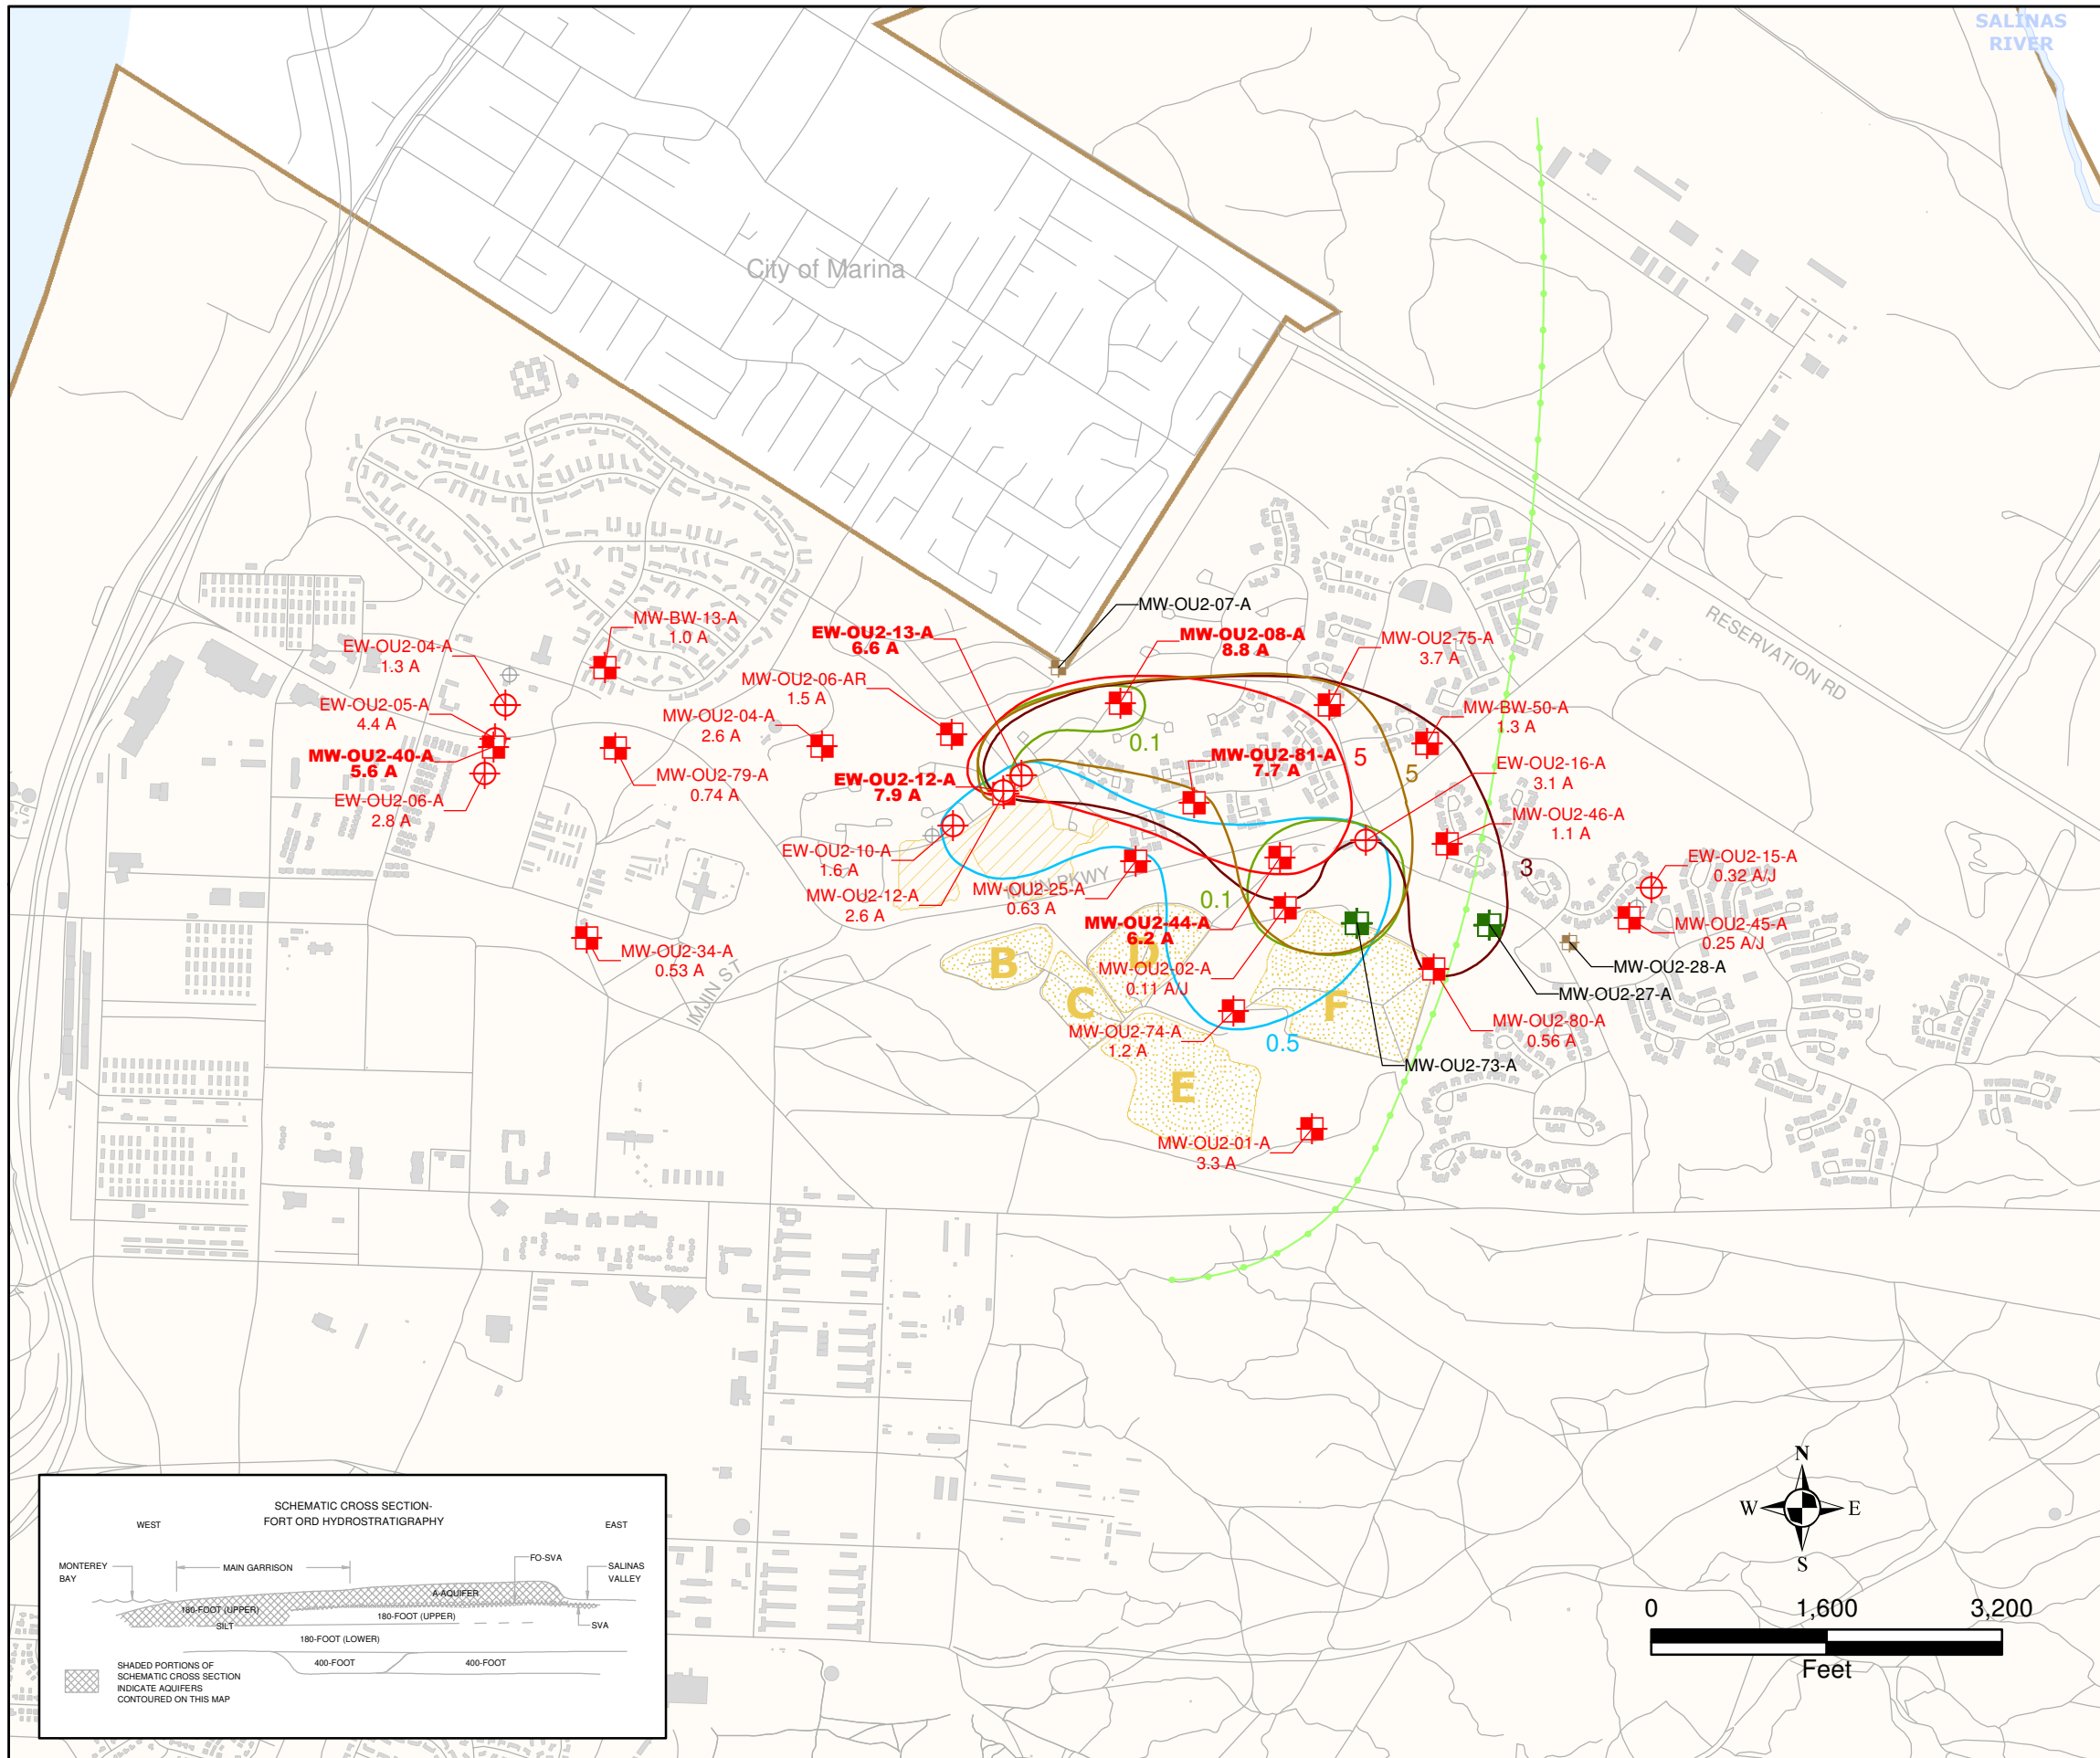 SALINAS
RIVER
City of Marina
RESERVATION RD
MW-OU2-07-A
MW-BW-13-A
1.0 A
EW-OU2-13-A
6.6 A
MW-OU2-08-A
8.8 A
MW-OU2-75-A
3.7 A
EW-OU2-04-A
1.3 A
MW-OU2-06-AR
1.5 A
EW-OU2-05-A
4.4 A
MW-OU2-04-A
2.6 A
MW-BW-50-A
1.3 A
0.1
MW-OU2-40-A
5.6 A
MW-OU2-81-A
7.7 A
5
5
EW-OU2-16-A
3.1 A
MW-OU2-79-A
0.74 A
EW-OU2-12-A
7.9 A
EW-OU2-06-A
2.8 A
MW-OU2-46-A
1.1 A
EW-OU2-10-A
1.6 A
EW-OU2-15-A
0.32 A/J
3
MW-OU2-12-A
2.6 A
MW-OU2-25-A
0.63 A
PKWY
0.1
MW-OU2-44-A
6.2 A
MW-OU2-45-A
0.25 A/J
MW-OU2-34-A
0.53 A
IMJIN ST
B
D
MW-OU2-02-A
0.11 A/J
MW-OU2-28-A
MW-OU2-27-A
C
F
MW-OU2-80-A
0.56 A
MW-OU2-74-A
1.2 A
0.5
MW-OU2-73-A
E
MW-OU2-01-A
3.3 A
N
W
E
S
0
1,600
3,200
Feet
SCHEMATIC CROSS SECTION-
FORT ORD HYDROSTRATIGRAPHY
WEST
EAST
MONTEREY
BAY
MAIN GARRISON
FO-SVA
SALINAS
VALLEY
A-AQUIFER
180-FOOT (UPPER)
180-FOOT (UPPER)
SILT
SVA
180-FOOT (LOWER)
400-FOOT
400-FOOT
SHADED PORTIONS OF
SCHEMATIC CROSS SECTION
INDICATE AQUIFERS
CONTOURED ON THIS MAP